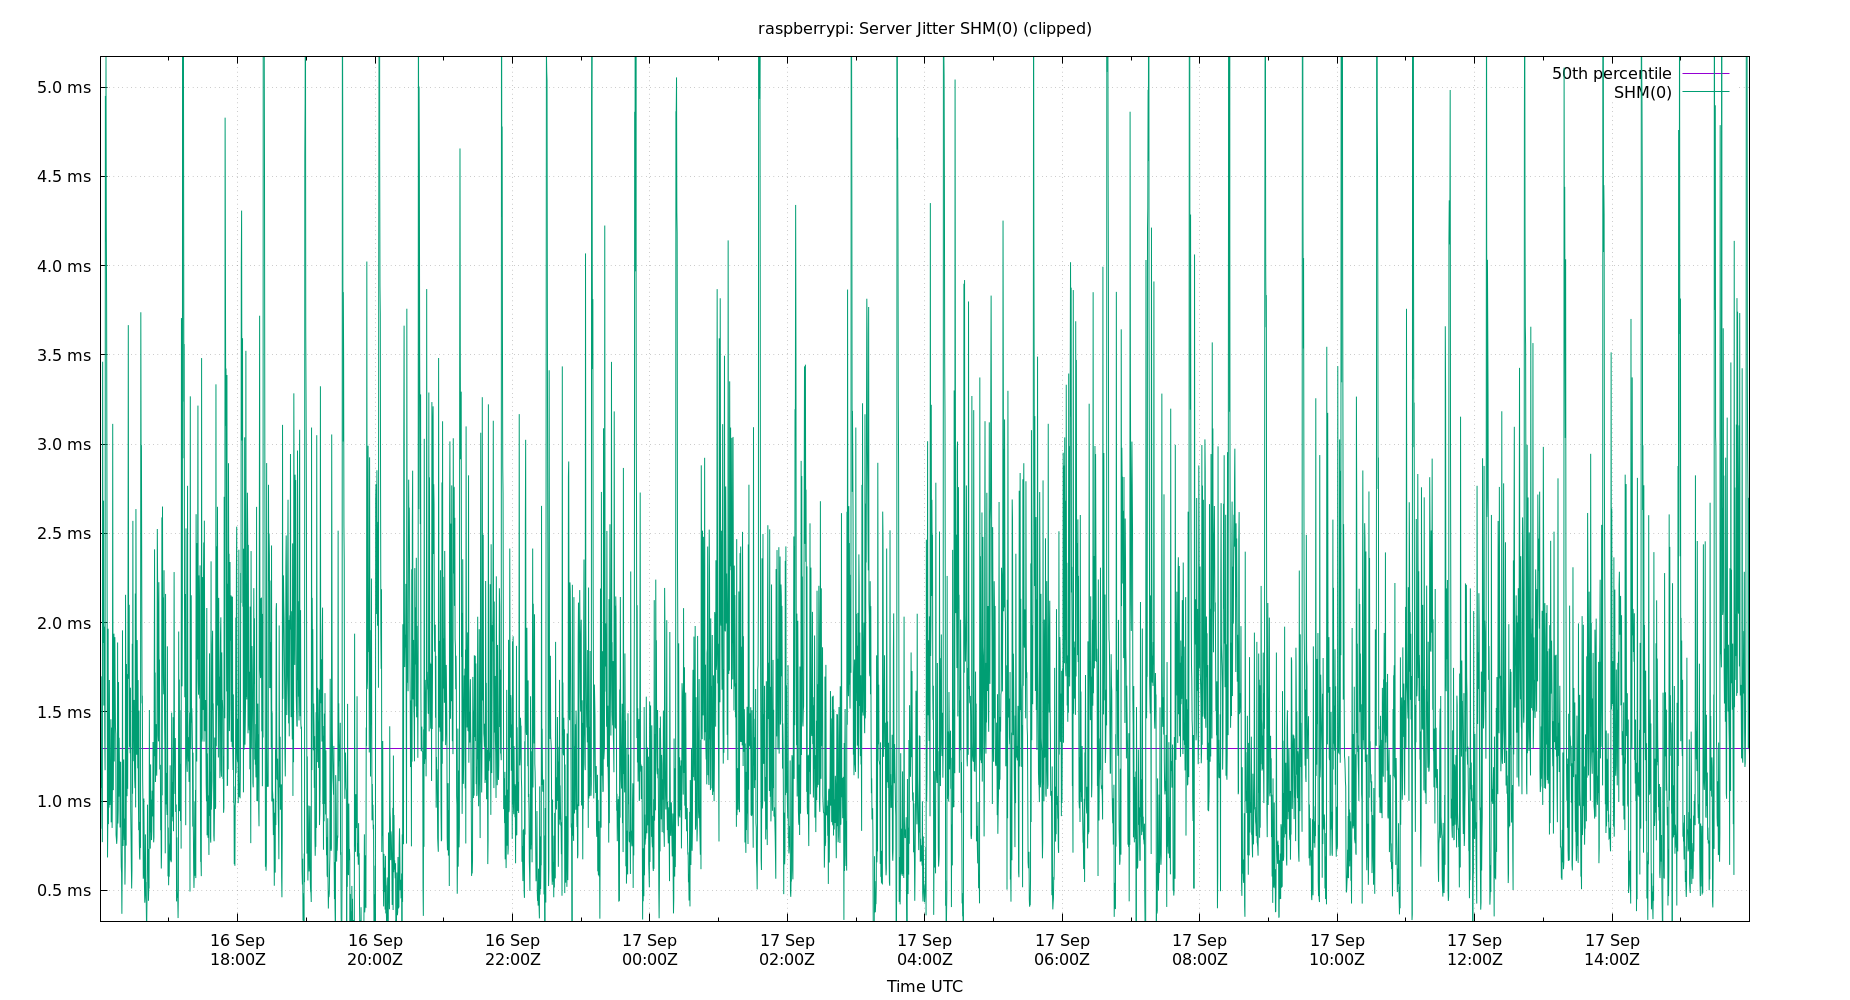 raspberrypi: Server Jitter SHM(0) (clipped)
50th percentile
SHM(0)
5.0 ms
4.5 ms
4.0 ms
3.5 ms
3.0 ms
2.5 ms
2.0 ms
1.5 ms
1.0 ms
0.5 ms
16 Sep 16 Sep 16 Sep 17 Sep 17 Sep 17 Sep 17 Sep 17 Sep 17 Sep 17 Sep 17 Sep
18:00Z 20:00Z 22:00Z 00:00Z 02:00Z 04:00Z 06:00Z 08:00Z 10:00Z 12:00Z 14:00Z
Time UTC